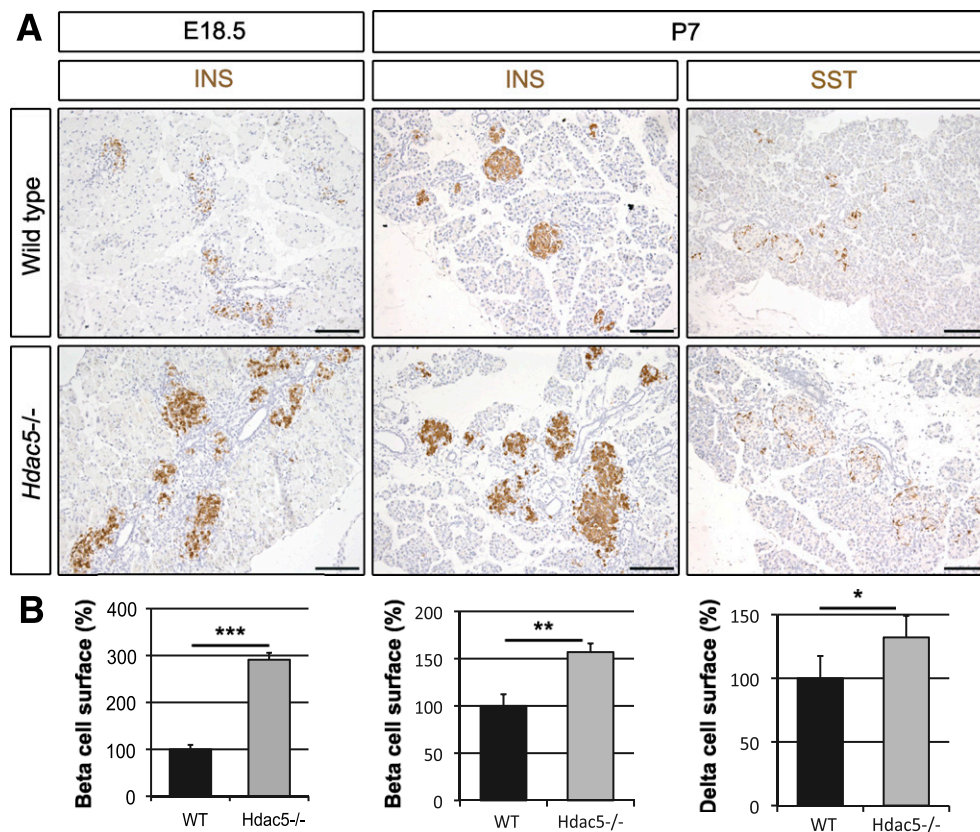 A
E18.5 P7
INS INS SST
Wild type
Hdac5-/-
B
Beta cell surface (%)
400
300
200
100
0
***
WT Hdac5-/-
Beta cell surface (%)
200
150
100
50
0
**
WT Hdac5-/-
Delta cell surface (%)
150
100
50
0
*
WT Hdac5-/-